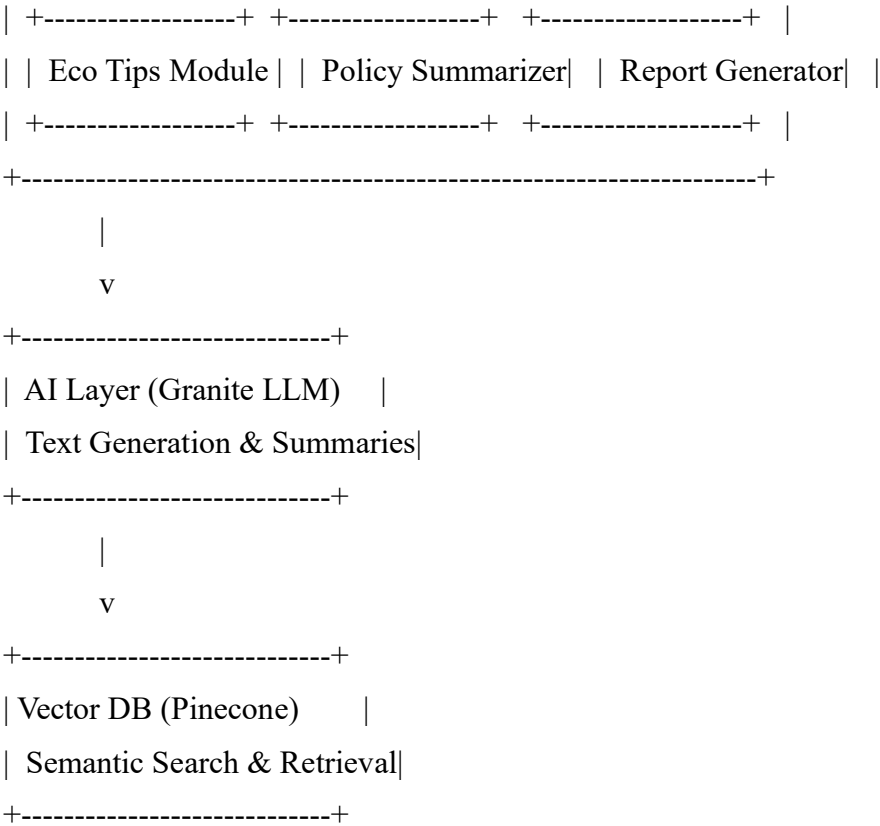 | +------------------+ +------------------+ +-------------------+ |
| | Eco Tips Module | | Policy Summarizer| | Report Generator| |
| +------------------+ +------------------+ +-------------------+ |
+---------------------------------------------------------------------+
|
v
+-----------------------------+
| AI Layer (Granite LLM) |
| Text Generation & Summaries|
+-----------------------------+
|
v
+-----------------------------+
| Vector DB (Pinecone) |
| Semantic Search & Retrieval|
+-----------------------------+